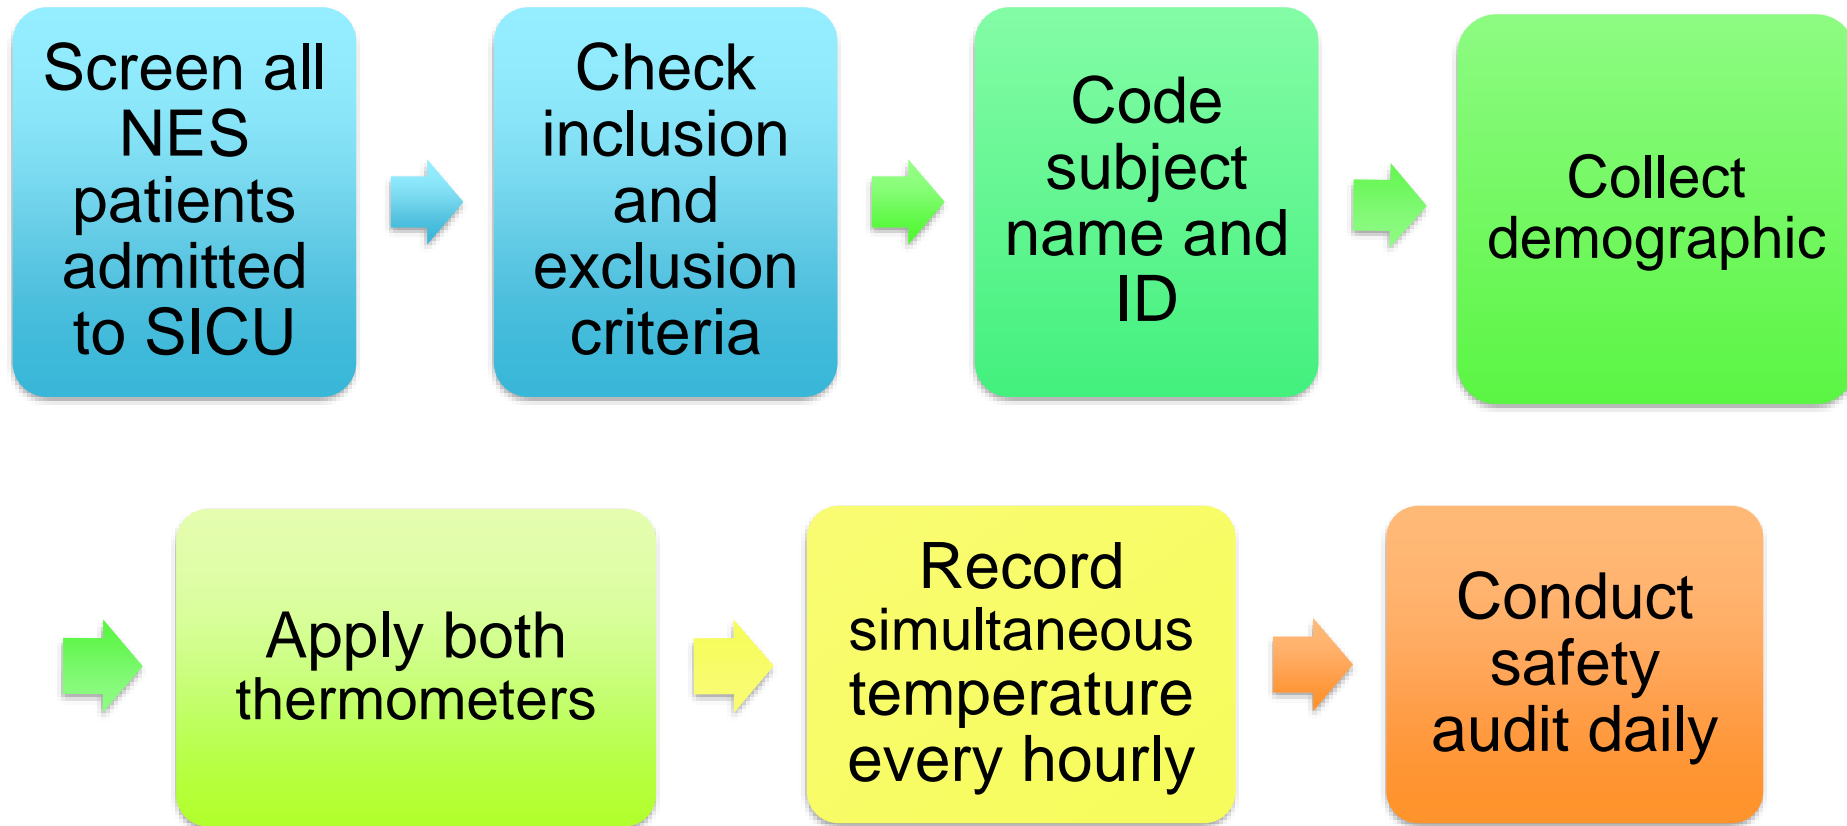 Screen all
NES
patients
admitted
to SICU
Check
inclusion
and
exclusion
criteria
Code
subject
name and
ID
Collect
demographic
Apply both
thermometers
Record
simultaneous
temperature
every hourly
Conduct
safety
audit daily